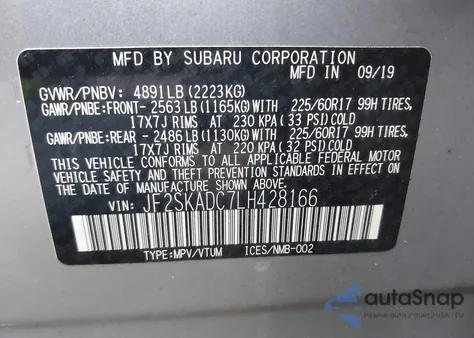 MFD BY SUBARU CORPORATION
MFD IN 09/19
GVWR/PNBV: 4891LB (2223KG)
GAWR/PNBE:FRONT- 2563 LB (1165KG)WITH 225/60R17 99H TIRES,
17X7J RIMS AT 230 KPA (33 PSI)COLD
GAWR/PNBE: REAR - 2486LB (1130KG)WITH 225/60R17 99H TIRES,
17X7J RIMS AT 220 KPA (32 PSI)COLD
THIS VEHICLE CONFORMS TO ALL APPLICABLE FEDERAL MOTOR
VEHICLE SAFETY AND BUMPER STANDARDS IN EFFECT ON THE
DATE OF MANUFACTURE SHOWN ABOVE.
VIN: JF2SKADC7LH428166
TYPE:MPV/VTUM ICES/NMB-002
autoSnap